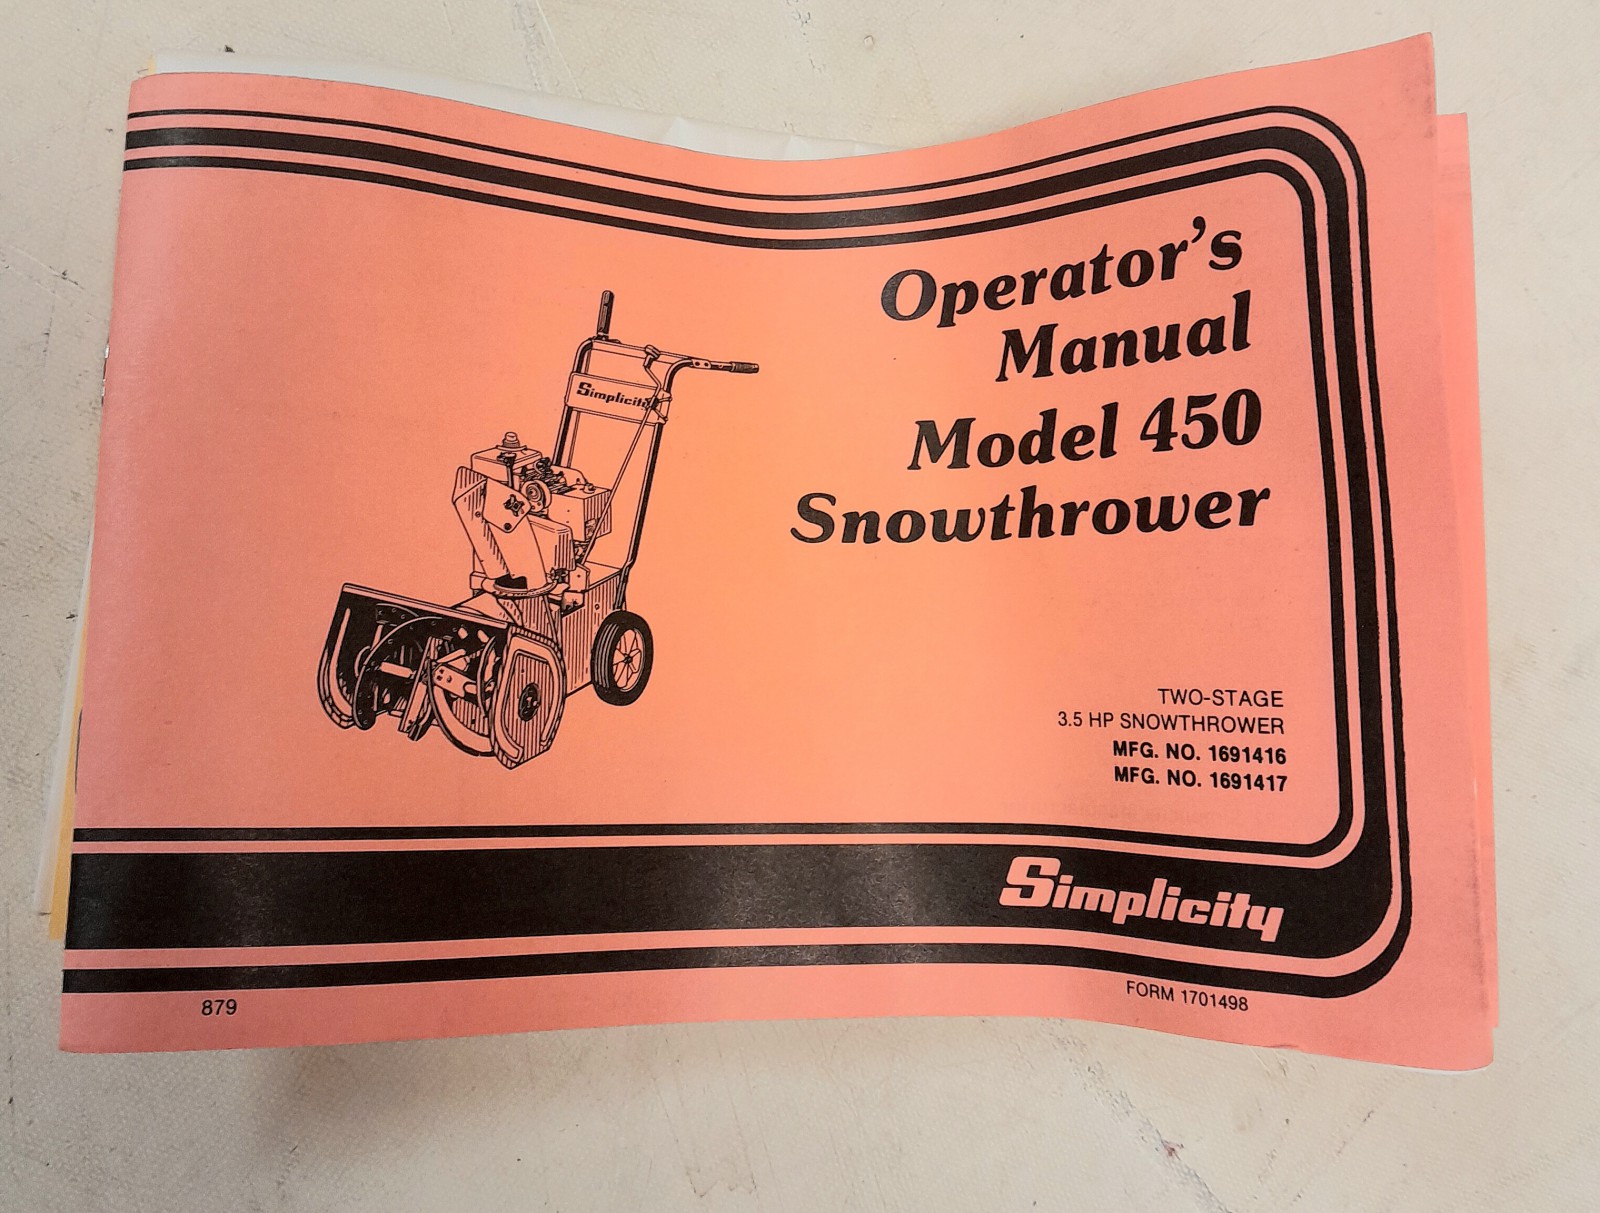 Operator's
Manual
Model 450
Snowthrower
Simplicity
TWO-STAGE
3.5 HP SNOWTHROWER
MFG. NO. 1691416
MFG. NO. 1691417
Simplicity
879
FORM 1701498